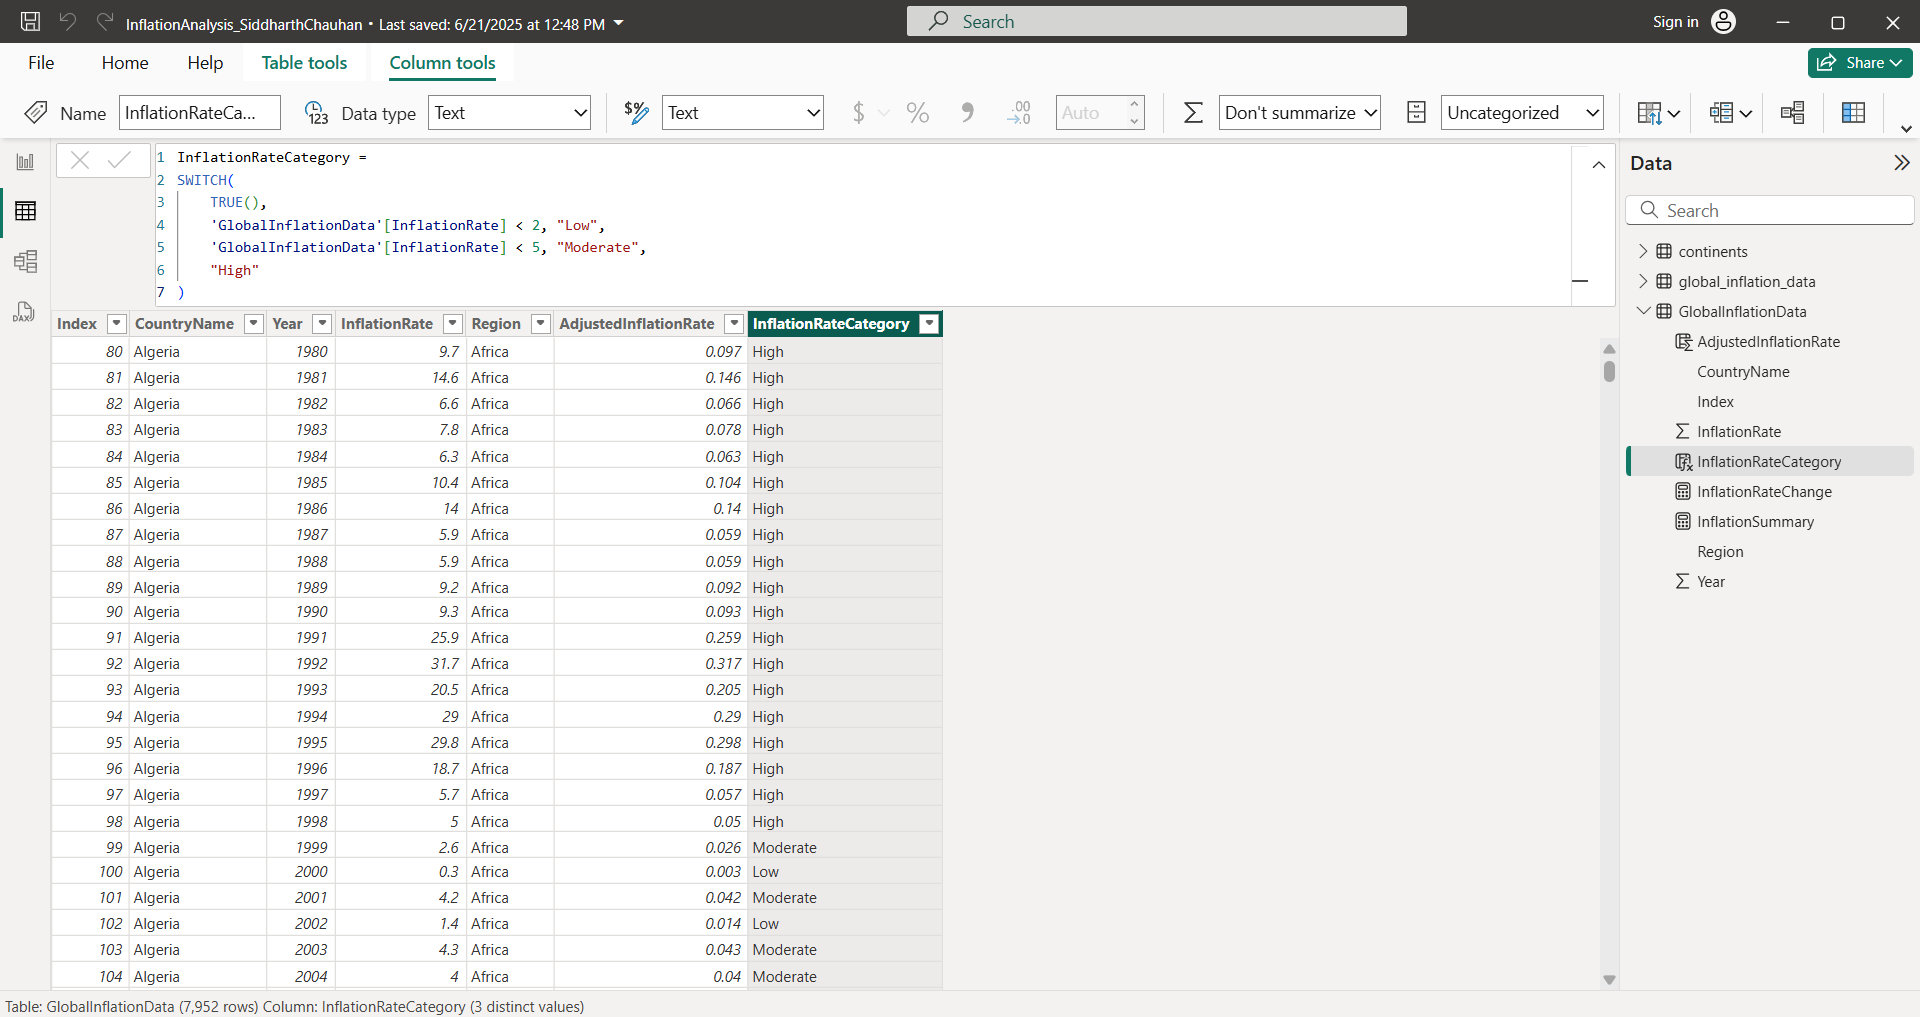 InflationAnalysis_SiddharthChauhan • Last saved: 6/21/2025 at 12:48 PM
Search
Sign in
File Home Help Table tools Column tools
Share
Name InflationRateCa... Data type Text Text $ % Auto Don't summarize Uncategorized
1 InflationRateCategory =
2 SWITCH(
3 TRUE(),
4 'GlobalInflationData'[InflationRate] < 2, "Low",
5 'GlobalInflationData'[InflationRate] < 5, "Moderate",
6 "High"
7 )
Index CountryName Year InflationRate Region AdjustedInflationRate InflationRateCategory
80 Algeria 1980 9.7 Africa 0.097 High
81 Algeria 1981 14.6 Africa 0.146 High
82 Algeria 1982 6.6 Africa 0.066 High
83 Algeria 1983 7.8 Africa 0.078 High
84 Algeria 1984 6.3 Africa 0.063 High
85 Algeria 1985 10.4 Africa 0.104 High
86 Algeria 1986 14 Africa 0.14 High
87 Algeria 1987 5.9 Africa 0.059 High
88 Algeria 1988 5.9 Africa 0.059 High
89 Algeria 1989 9.2 Africa 0.092 High
90 Algeria 1990 9.3 Africa 0.093 High
91 Algeria 1991 25.9 Africa 0.259 High
92 Algeria 1992 31.7 Africa 0.317 High
93 Algeria 1993 20.5 Africa 0.205 High
94 Algeria 1994 29 Africa 0.29 High
95 Algeria 1995 29.8 Africa 0.298 High
96 Algeria 1996 18.7 Africa 0.187 High
97 Algeria 1997 5.7 Africa 0.057 High
98 Algeria 1998 5 Africa 0.05 High
99 Algeria 1999 2.6 Africa 0.026 Moderate
100 Algeria 2000 0.3 Africa 0.003 Low
101 Algeria 2001 4.2 Africa 0.042 Moderate
102 Algeria 2002 1.4 Africa 0.014 Low
103 Algeria 2003 4.3 Africa 0.043 Moderate
104 Algeria 2004 4 Africa 0.04 Moderate
Data
Search
continents
global_inflation_data
GlobalInflationData
AdjustedInflationRate
CountryName
Index
InflationRate
InflationRateCategory
InflationRateChange
InflationSummary
Region
Year
Table: GlobalInflationData (7,952 rows) Column: InflationRateCategory (3 distinct values)